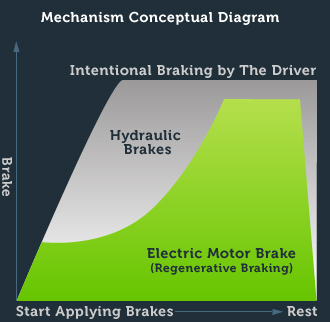 Mechanism Conceptual Diagram
Intentional Braking by The Driver
Hydraulic
Brakes
Brake
Electric Motor Brake
(Regenerative Braking)
Start Applying Brakes
Rest